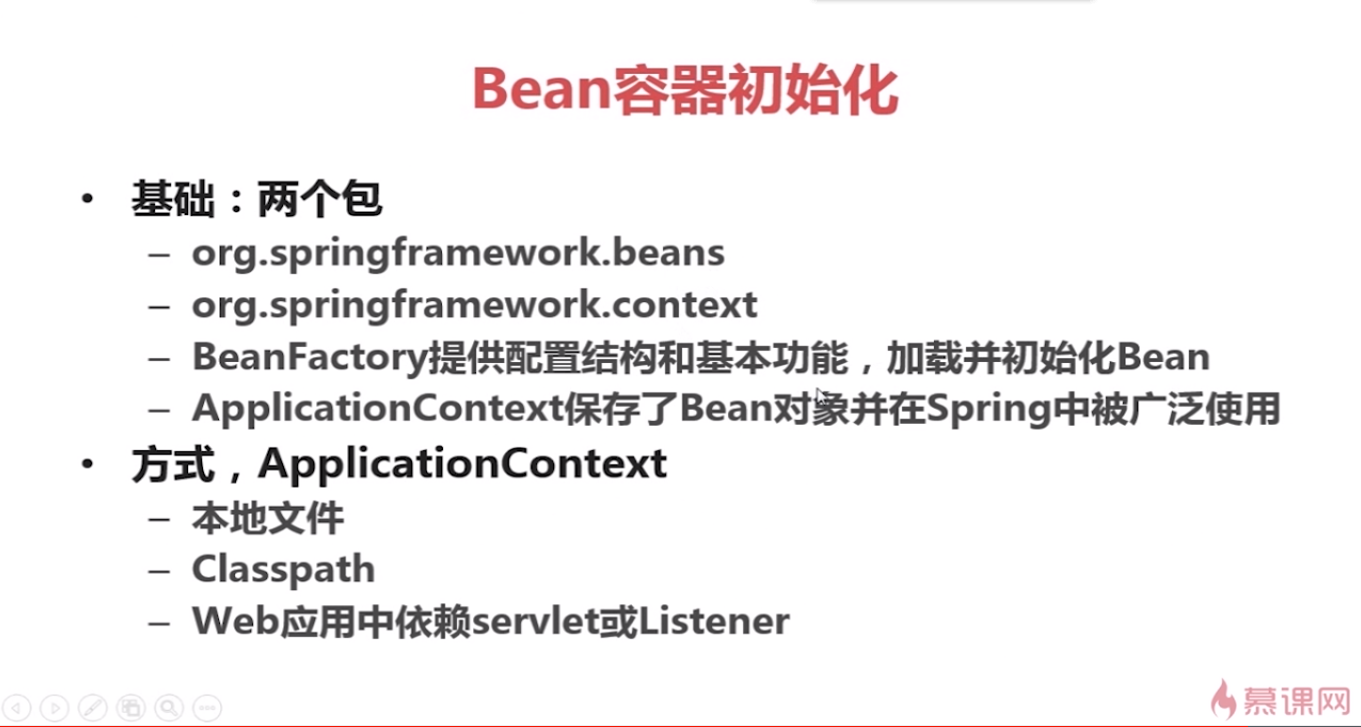 Bean容器初始化
• 基础：两个包
– org.springframework.beans
– org.springframework.context
– BeanFactory提供配置结构和基本功能，加载并初始化Bean
– ApplicationContext保存了Bean对象并在Spring中被广泛使用
• 方式，ApplicationContext
– 本地文件
– Classpath
– Web应用中依赖servlet或Listener
慕课网